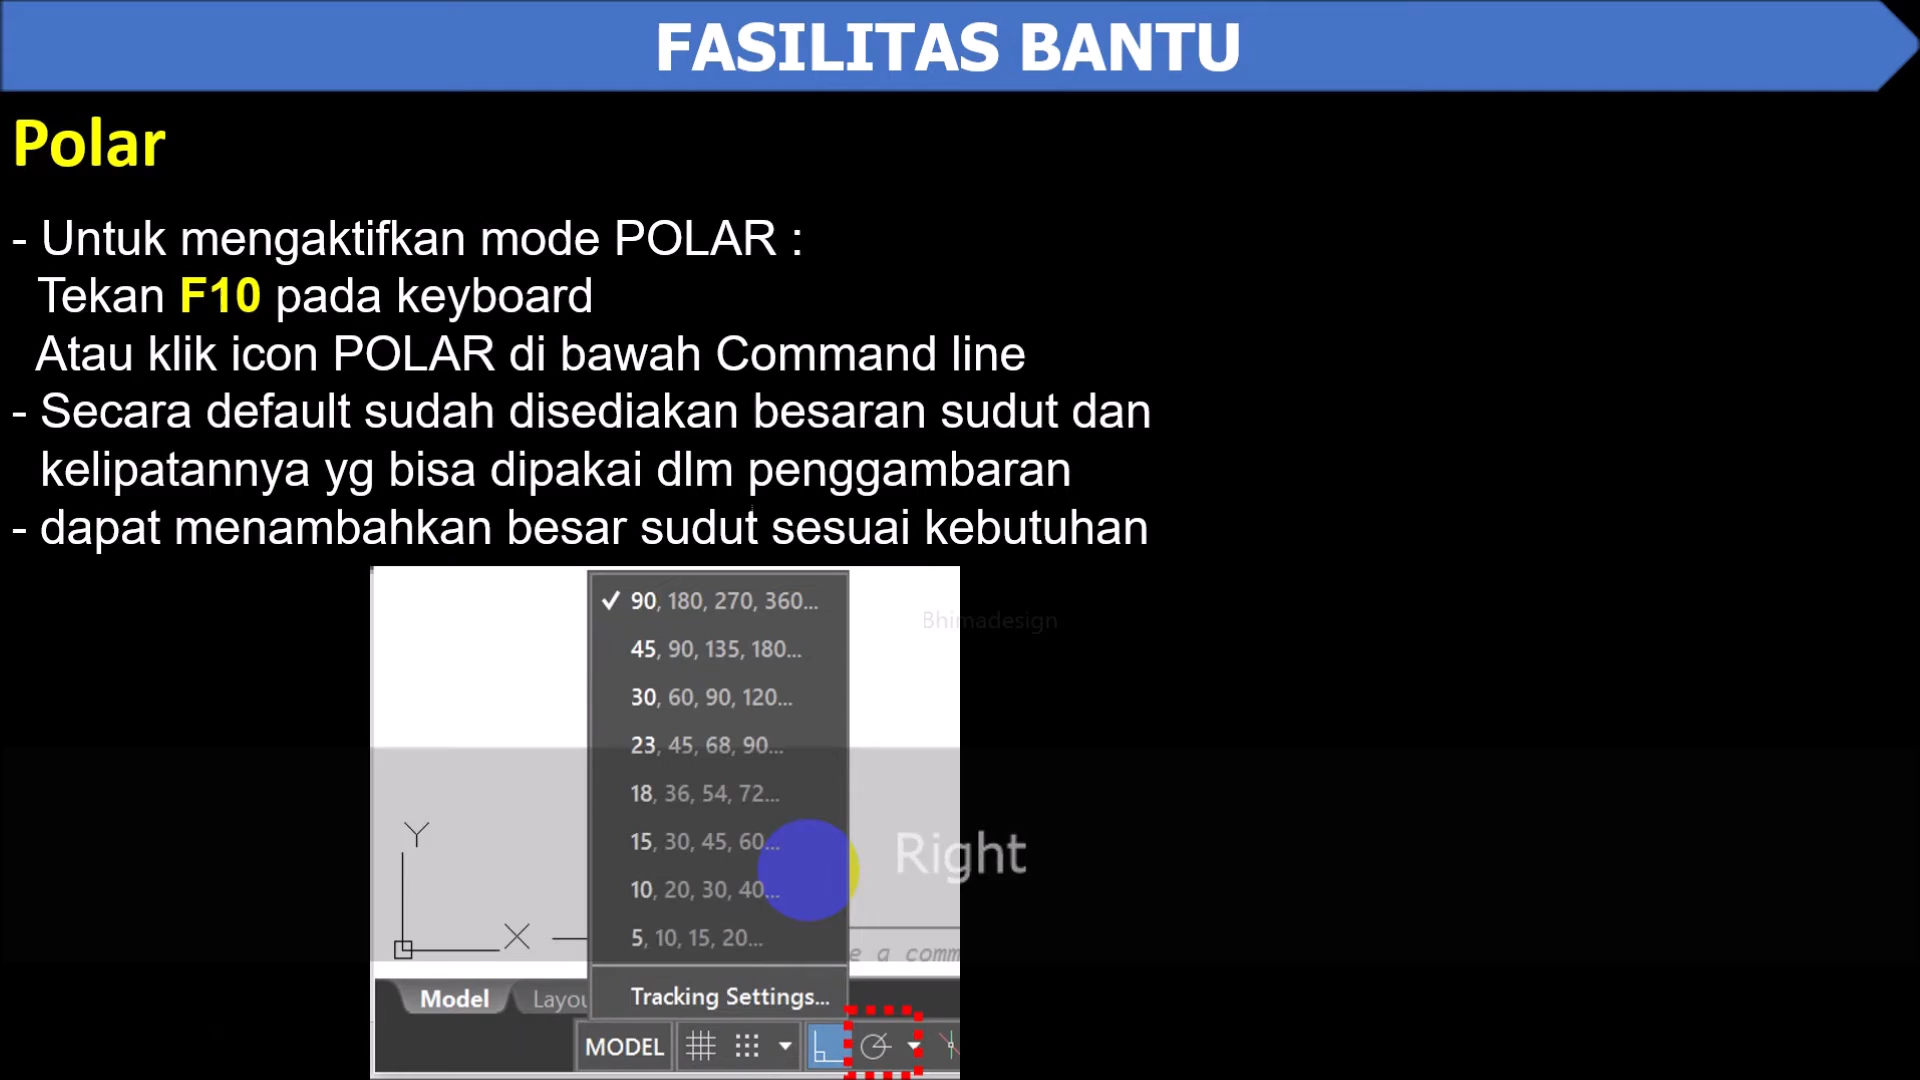 FASILITAS BANTU
Polar
- Untuk mengaktifkan mode POLAR :
Tekan F10 pada keyboard
Atau klik icon POLAR di bawah Command line
- Secara default sudah disediakan besaran sudut dan
kelipatannya yg bisa dipakai dlm penggambaran
- dapat menambahkan besar sudut sesuai kebutuhan
✓ 90, 180, 270, 360...
Bhimadesign
45, 90, 135, 180...
30, 60, 90, 120...
23, 45, 68, 90...
18, 36, 54, 72...
Y
15, 30, 45, 60...
Right
10, 20, 30, 40...
X
5, 10, 15, 20...
e a comm
Model
Layou
Tracking Settings...
MODEL